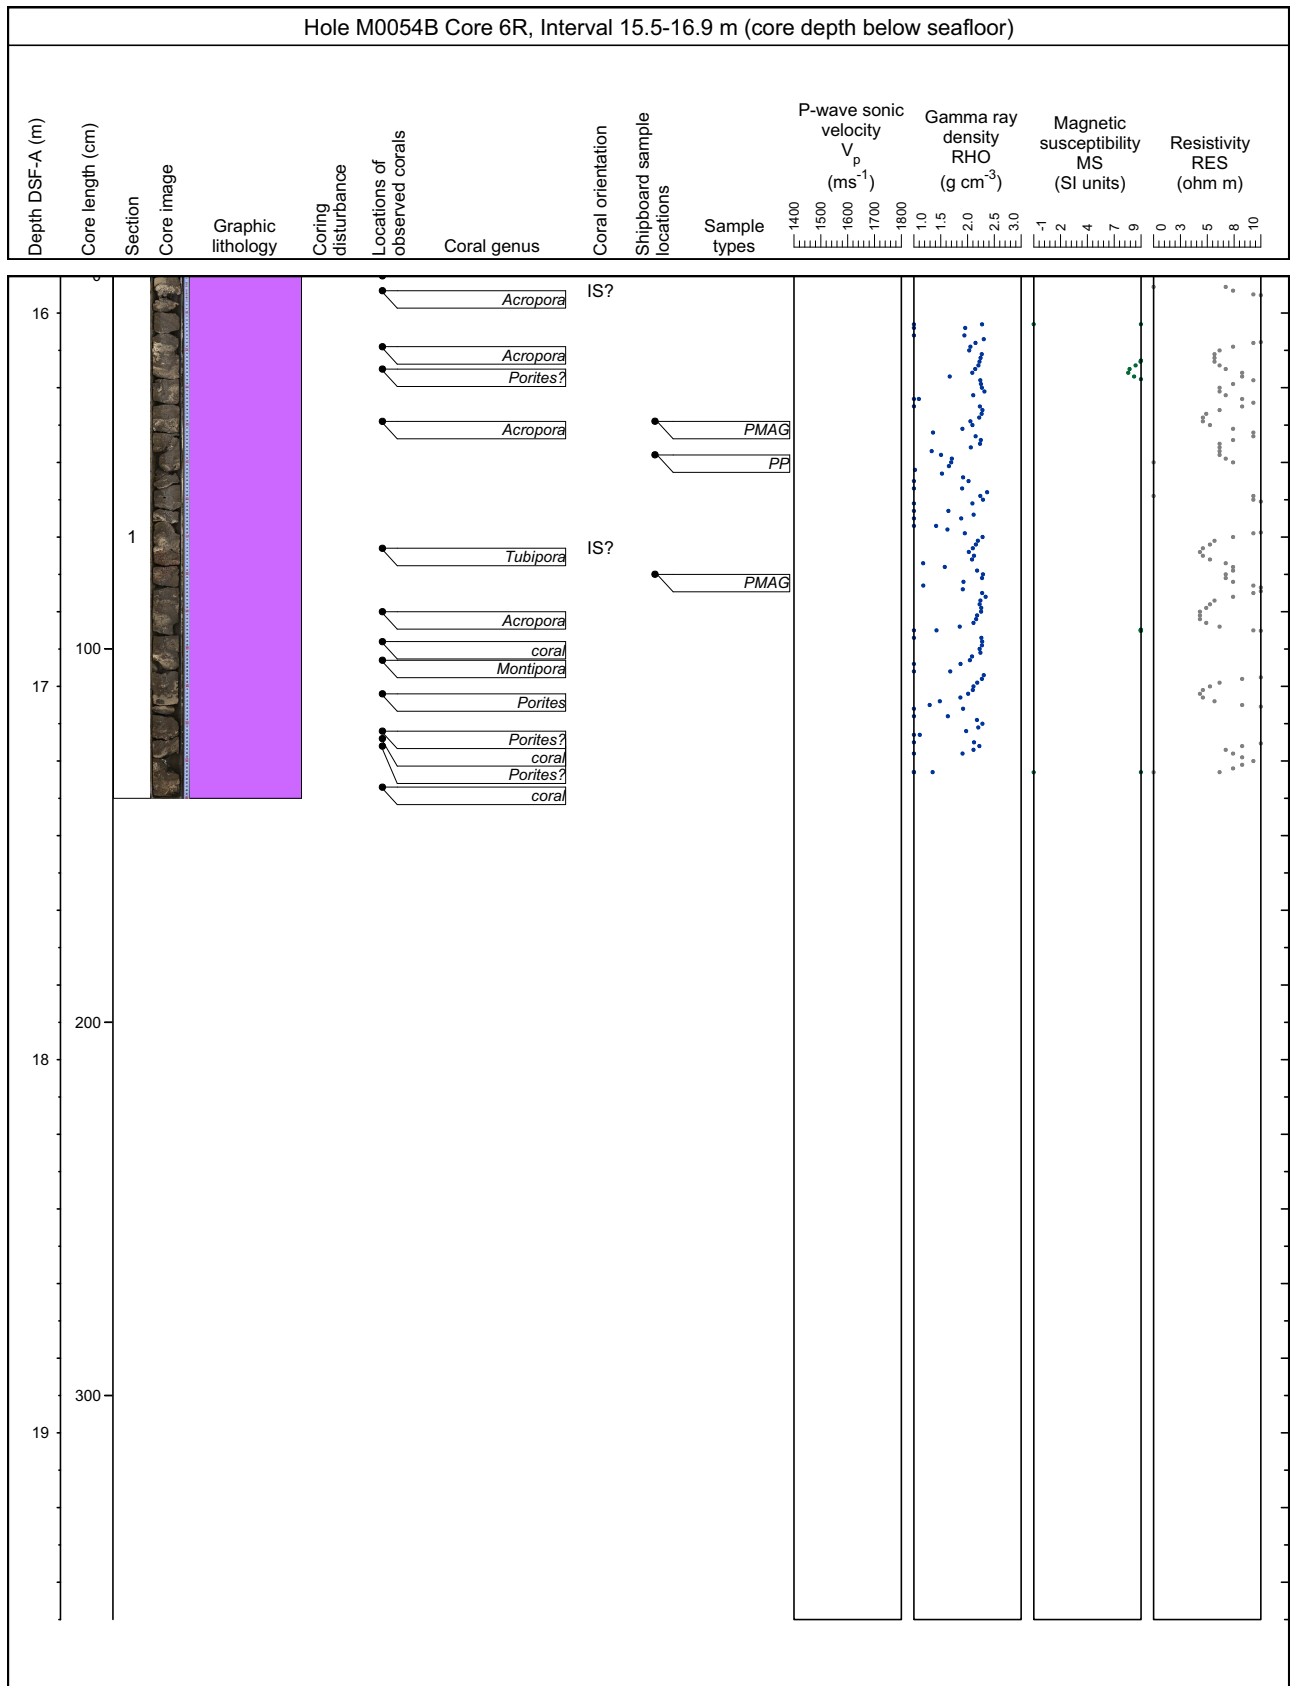 Hole M0054B Core 6R, Interval 15.5-16.9 m (core depth below seafloor)
Depth DSF-A (m)
Core length (cm)
Section
Core image
Graphic
lithology
Coring
disturbance
Locations of
observed corals
Coral genus
Coral orientation
Shipboard sample
locations
Sample
types
P-wave sonic
velocity
Vp
(ms-1)
1400 1500 1600 1700 1800
Gamma ray
density
RHO
(g cm-3)
1.0 1.5 2.0 2.5 3.0
Magnetic
susceptibility
MS
(SI units)
-1 2 4 7 9
Resistivity
RES
(ohm m)
0 3 5 8 10
0
Acropora IS?
16
Acropora
Porites?
Acropora PMAG
PP
1
Tubipora IS?
PMAG
Acropora
100 coral
Montipora
17
Porites
Porites?
coral
Porites?
coral
200
18
300
19